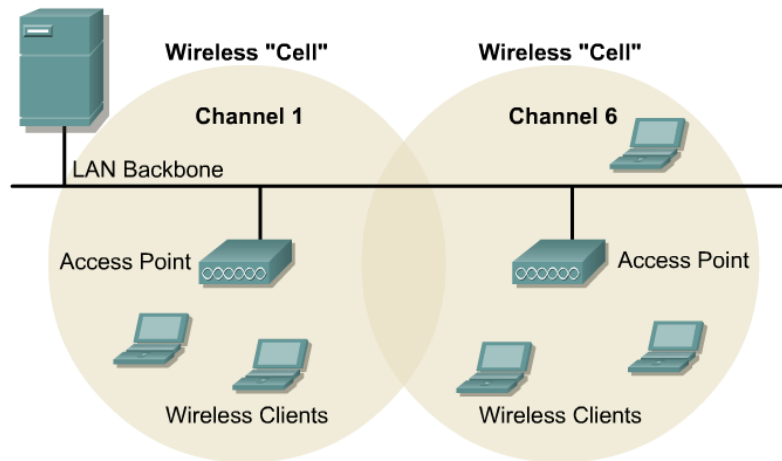 Wireless "Cell"
Wireless "Cell"
Channel 1
Channel 6
LAN Backbone
Access Point
Access Point
Wireless Clients
Wireless Clients